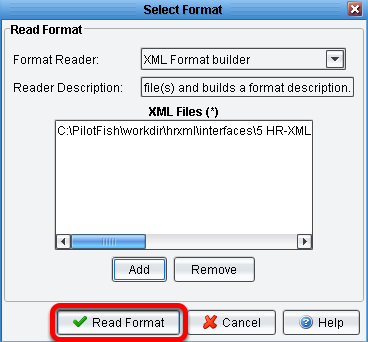 Select Format
Read Format
Format Reader: XML Format builder
Reader Description: file(s) and builds a format description.
XML Files (*)
C:\PilotFish\workdir\hrxml\interfaces\5 HR-XML
Add Remove
Read Format Cancel Help